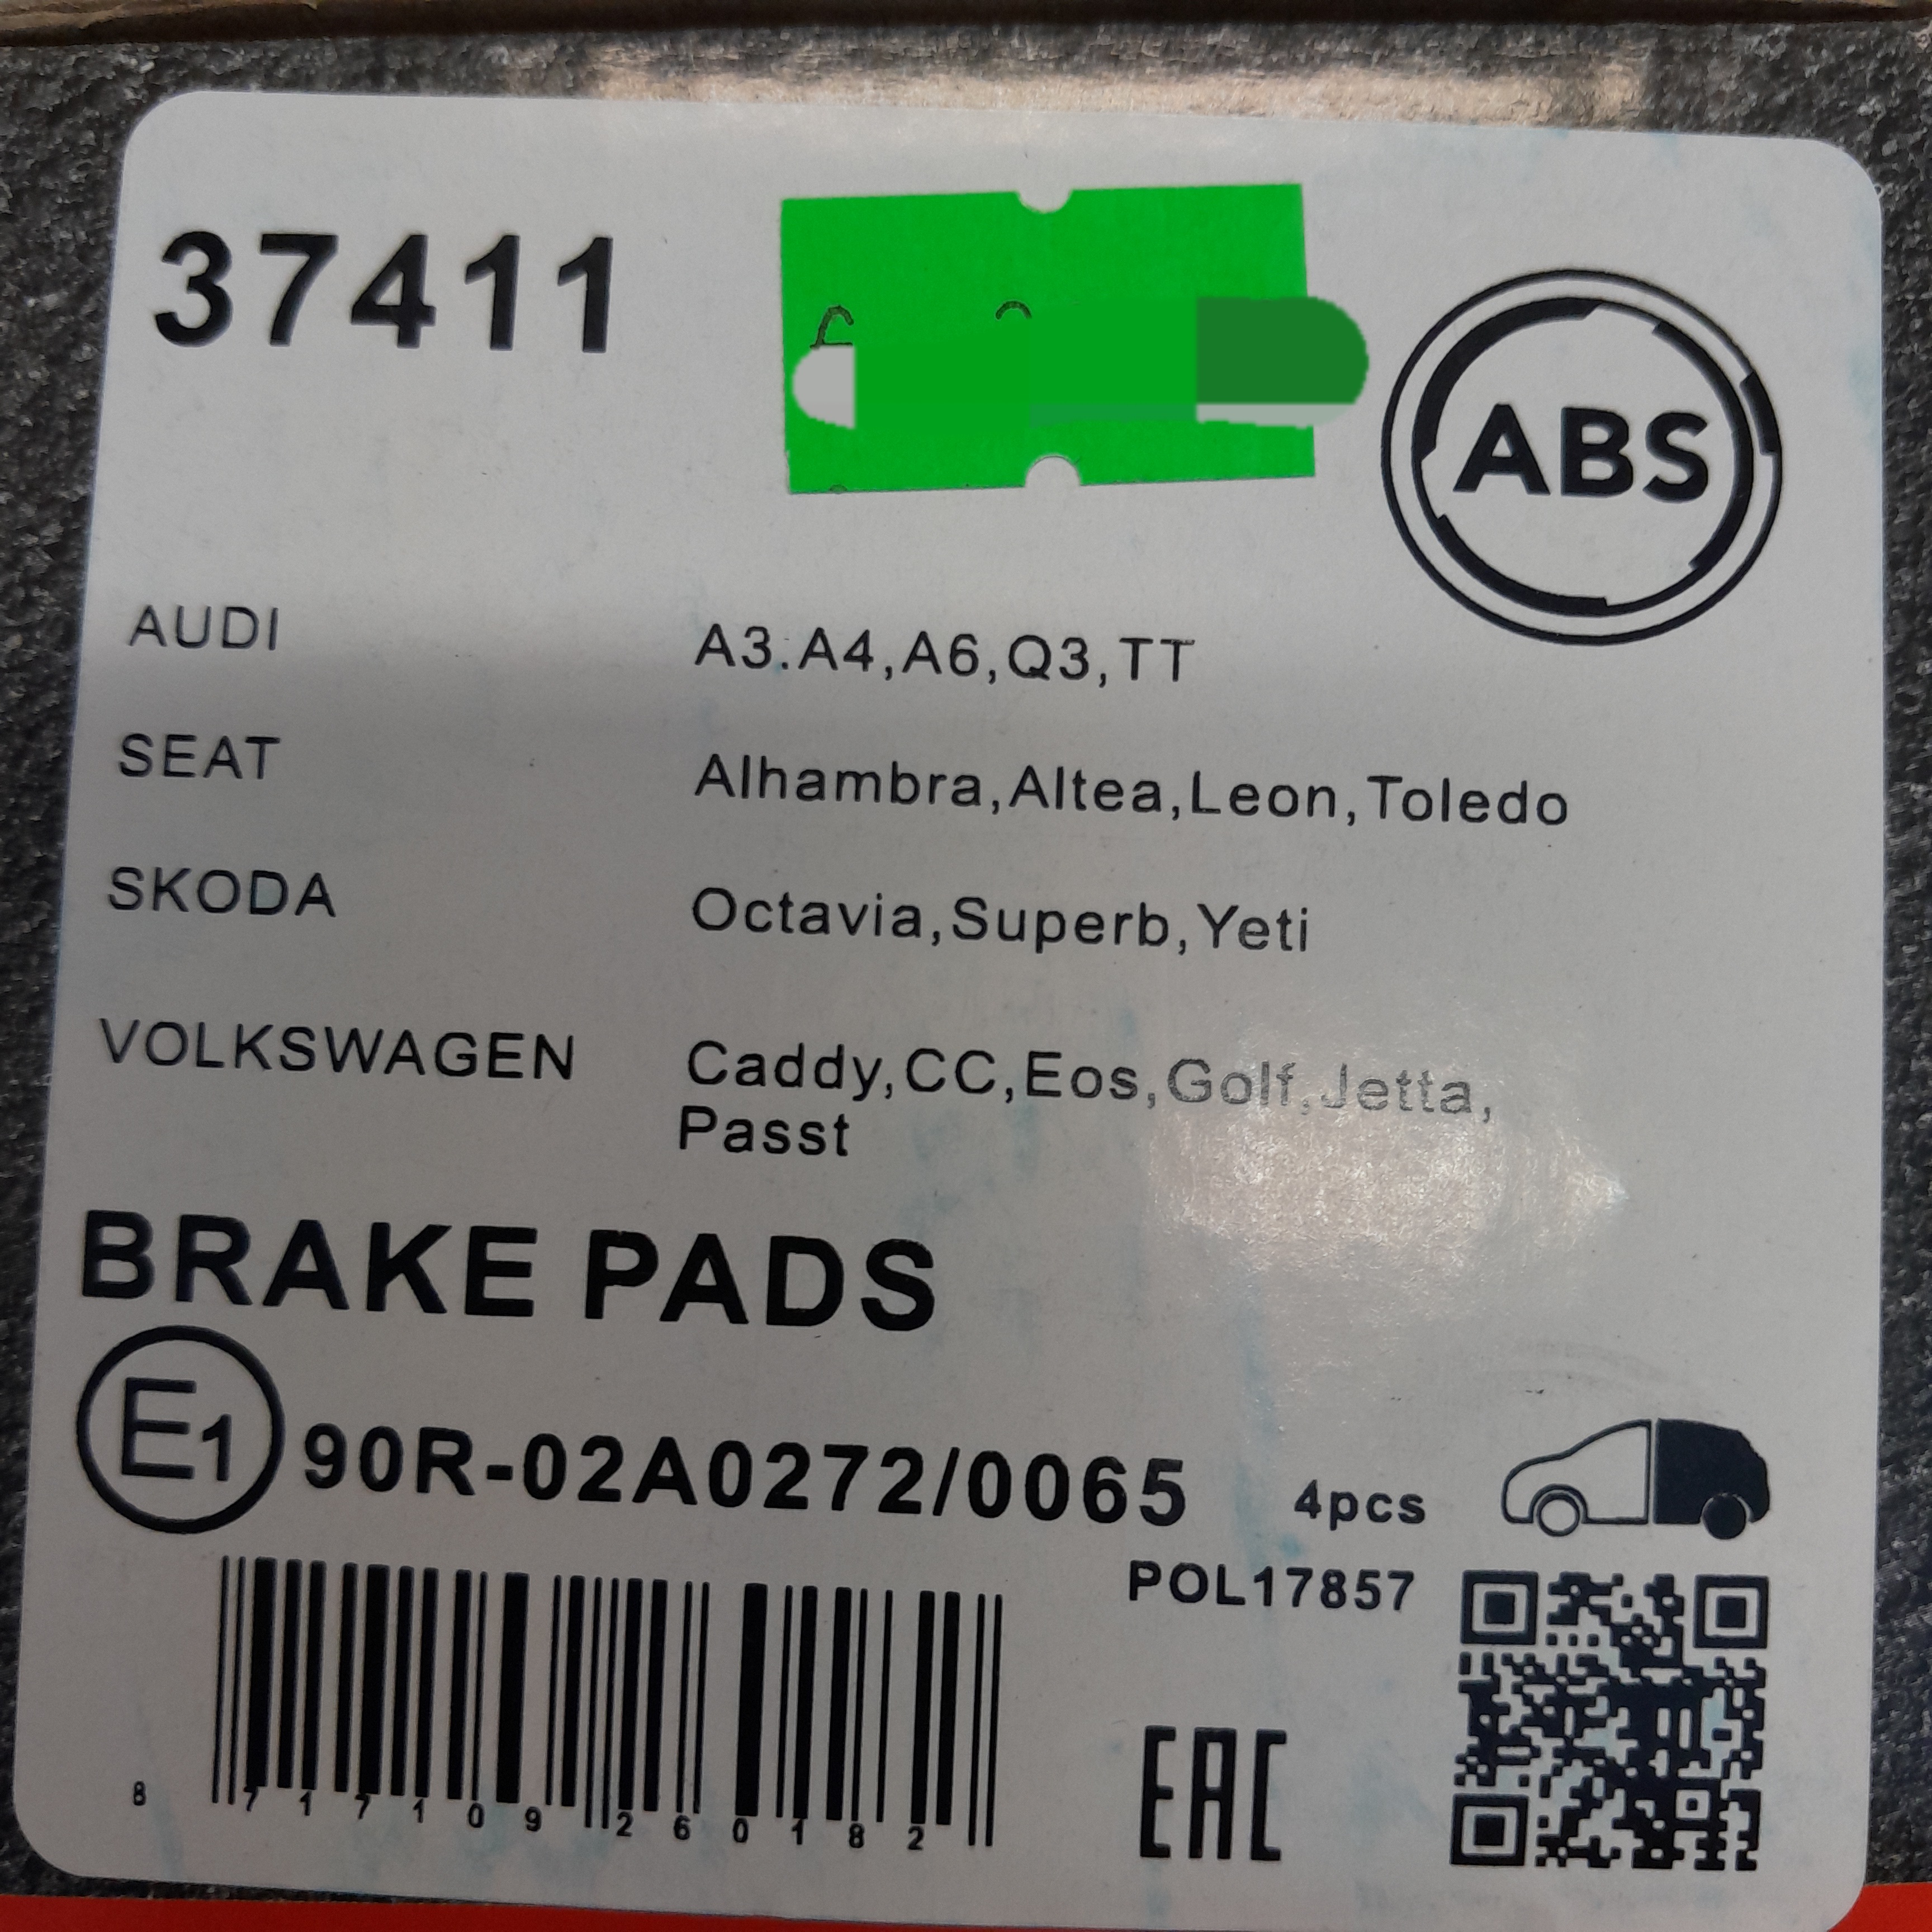 37411
£
ABS
AUDI A3.A4,A6,Q3,TT
SEAT Alhambra,Altea,Leon,Toledo
SKODA Octavia,Superb,Yeti
VOLKSWAGEN Caddy,CC,Eos,Golf,Jetta,
Passt
BRAKE PADS
E1 90R-02A0272/0065 4pcs
POL17857
EAC
8 717109 260182